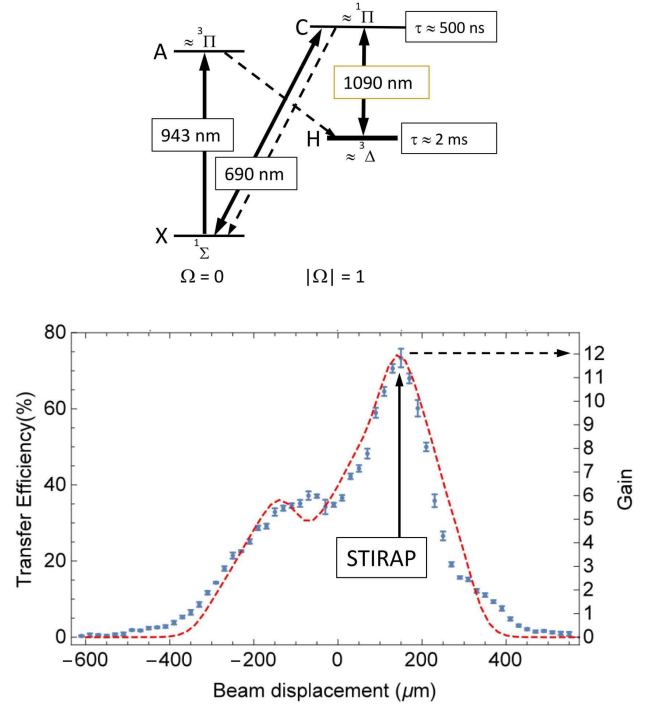 ≈ ³Π
C
≈ ¹Π
τ ≈ 500 ns
A
1090 nm
943 nm
H
τ ≈ 2 ms
≈ ³Δ
690 nm
X
¹Σ
Ω = 0
|Ω| = 1
80
60
40
20
0
Transfer Efficiency(%)
12
11
10
9
8
7
6
5
4
3
2
1
0
Gain
STIRAP
−600
−400
−200
0
200
400
Beam displacement (μm)